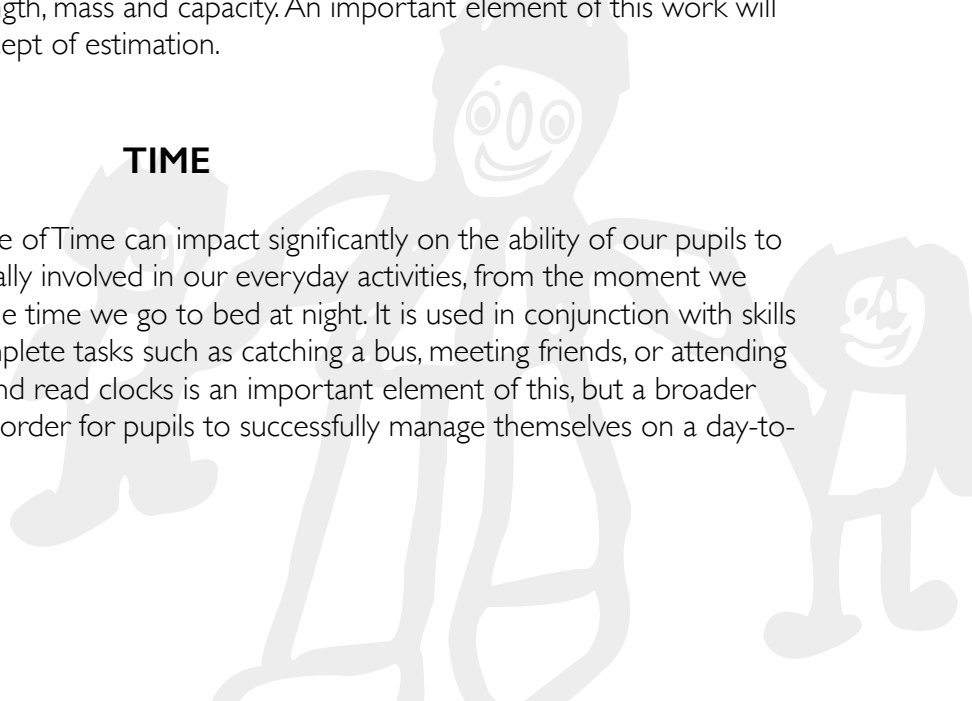 gth, mass and capacity. An important element of this work will
ept of estimation.
TIME
e of Time can impact significantly on the ability of our pupils to
ally involved in our everyday activities, from the moment we
e time we go to bed at night. It is used in conjunction with skills
plete tasks such as catching a bus, meeting friends, or attending
nd read clocks is an important element of this, but a broader
order for pupils to successfully manage themselves on a day-to-